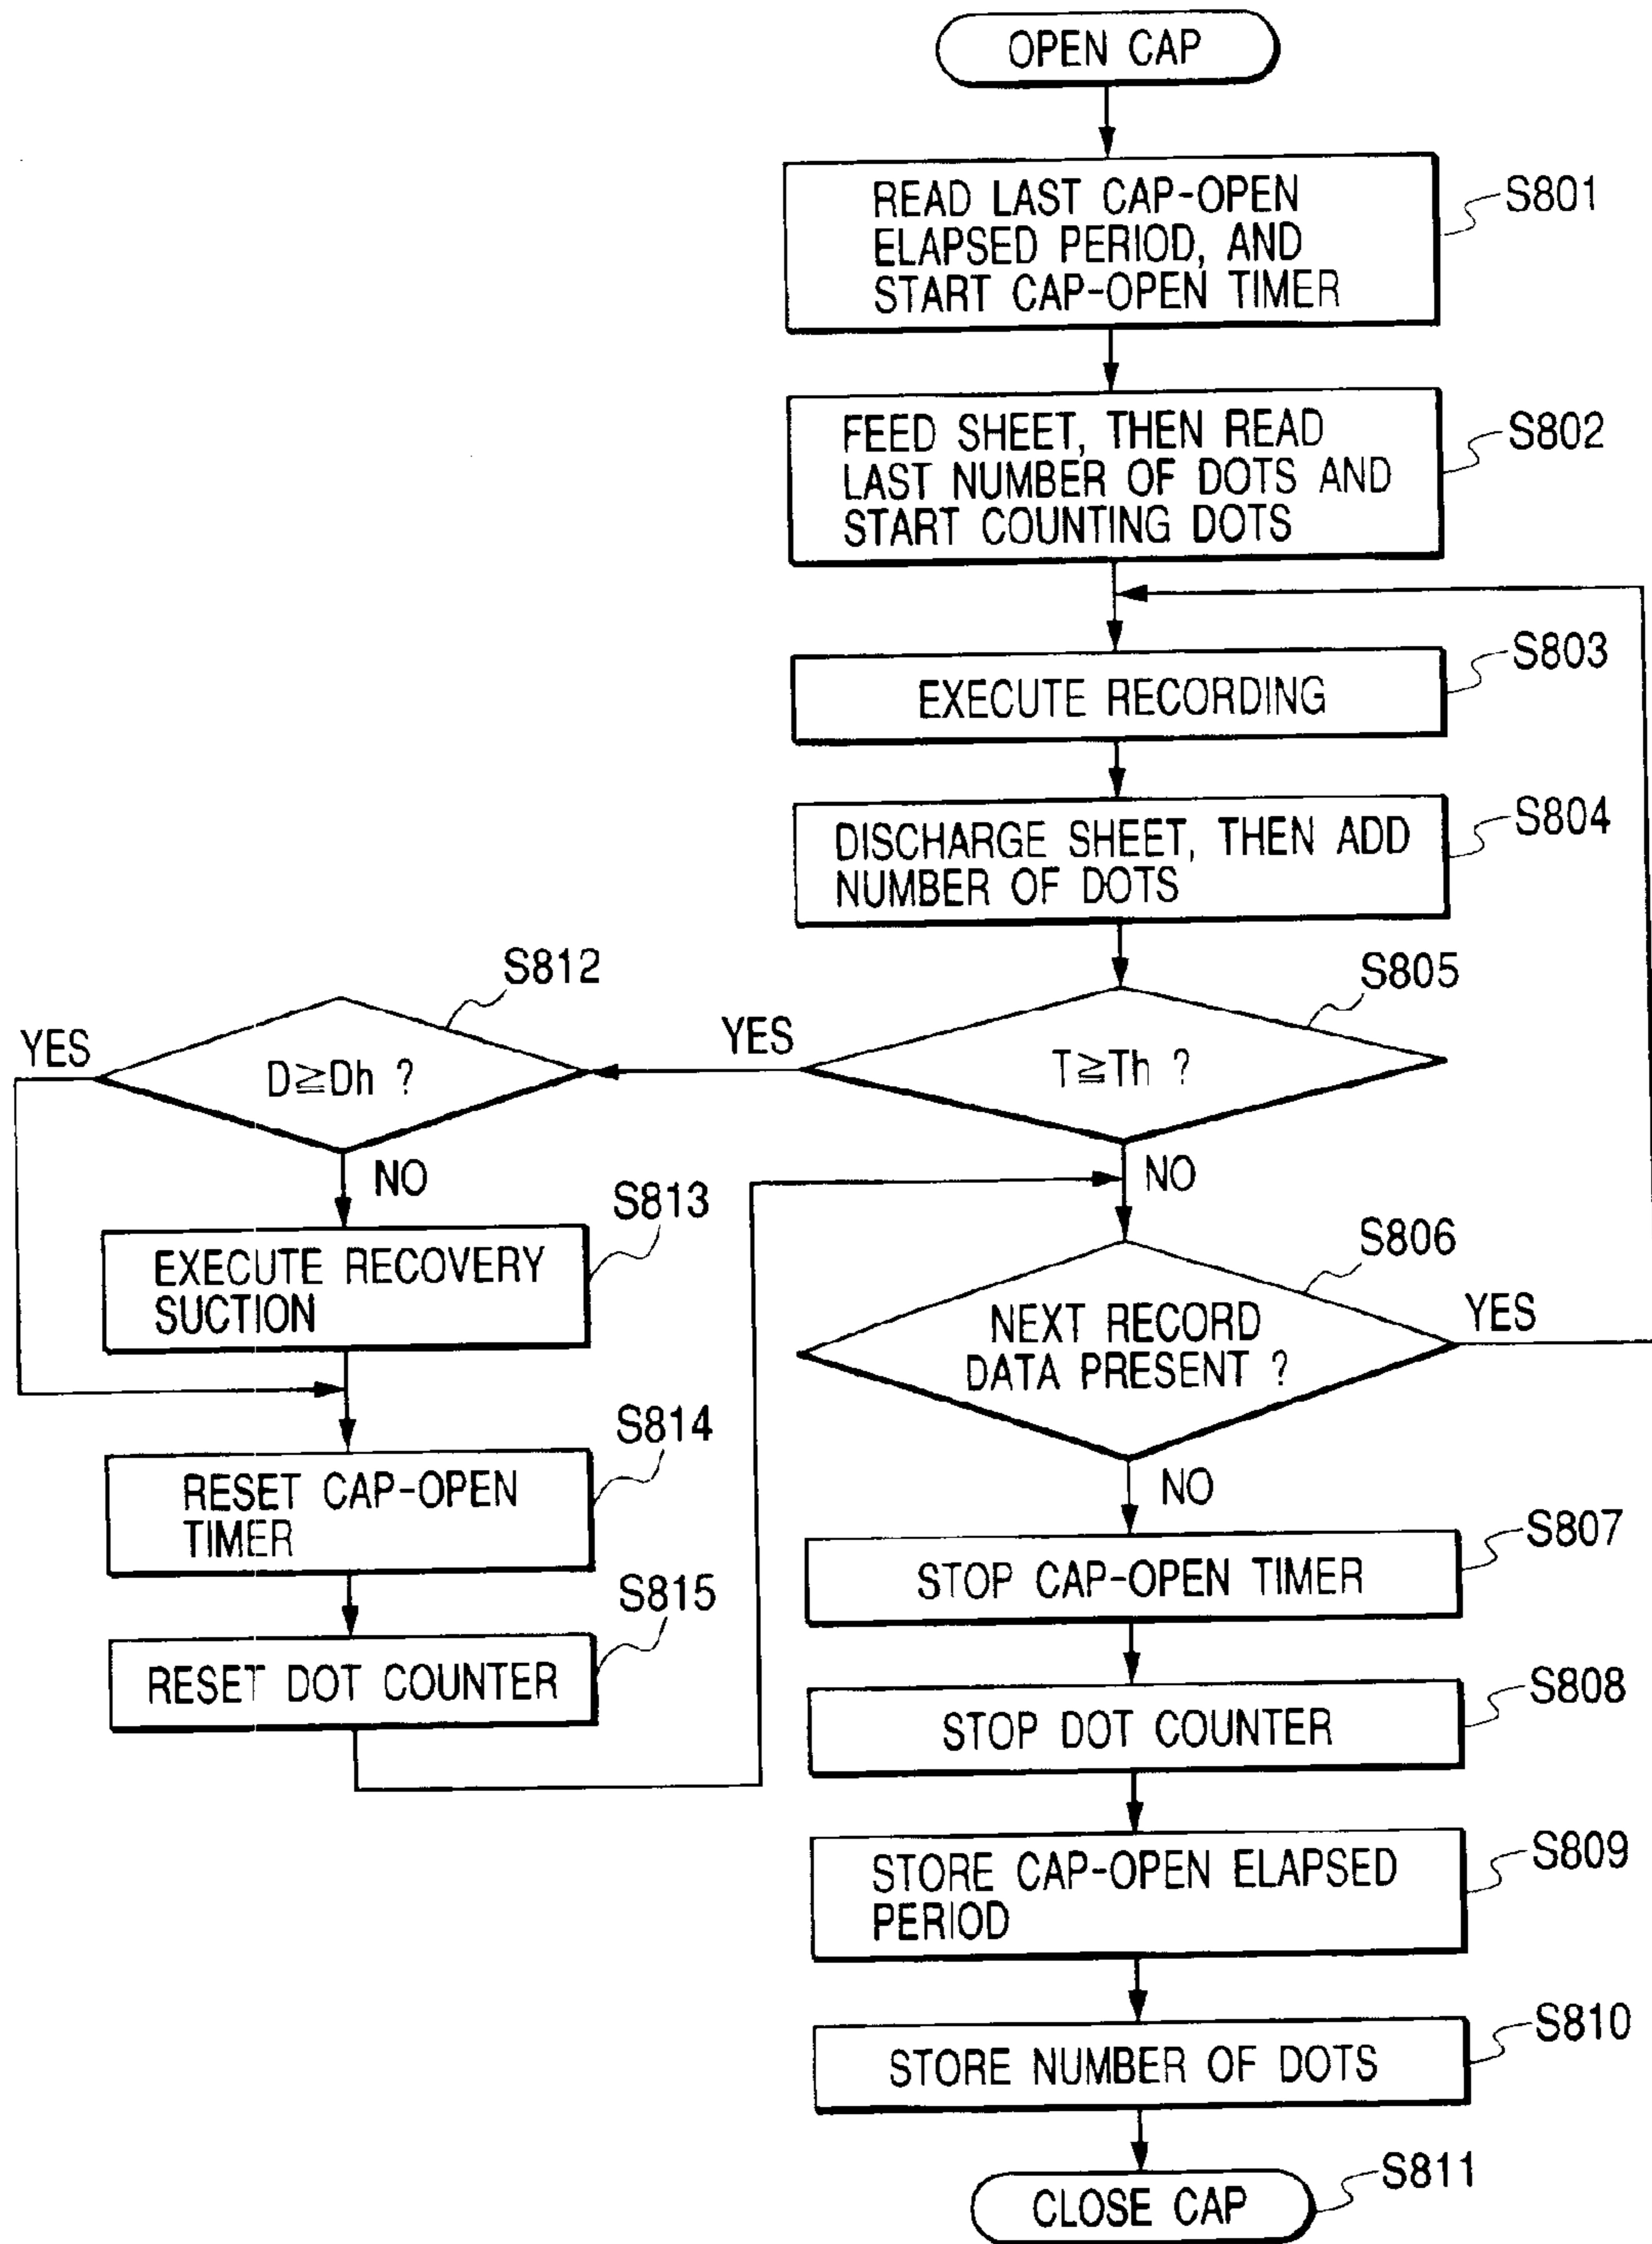 OPEN CAP
READ LAST CAP-OPEN
ELAPSED PERIOD, AND
START CAP-OPEN TIMER
S801
FEED SHEET, THEN READ
LAST NUMBER OF DOTS AND
START COUNTING DOTS
S802
EXECUTE RECORDING
S803
DISCHARGE SHEET, THEN ADD
NUMBER OF DOTS
S804
T≧Th ?
S805
YES
NO
D≧Dh ?
S812
YES
NO
EXECUTE RECOVERY
SUCTION
S813
RESET CAP-OPEN
TIMER
S814
RESET DOT COUNTER
S815
NEXT RECORD
DATA PRESENT ?
S806
YES
NO
STOP CAP-OPEN TIMER
S807
STOP DOT COUNTER
S808
STORE CAP-OPEN ELAPSED
PERIOD
S809
STORE NUMBER OF DOTS
S810
CLOSE CAP
S811